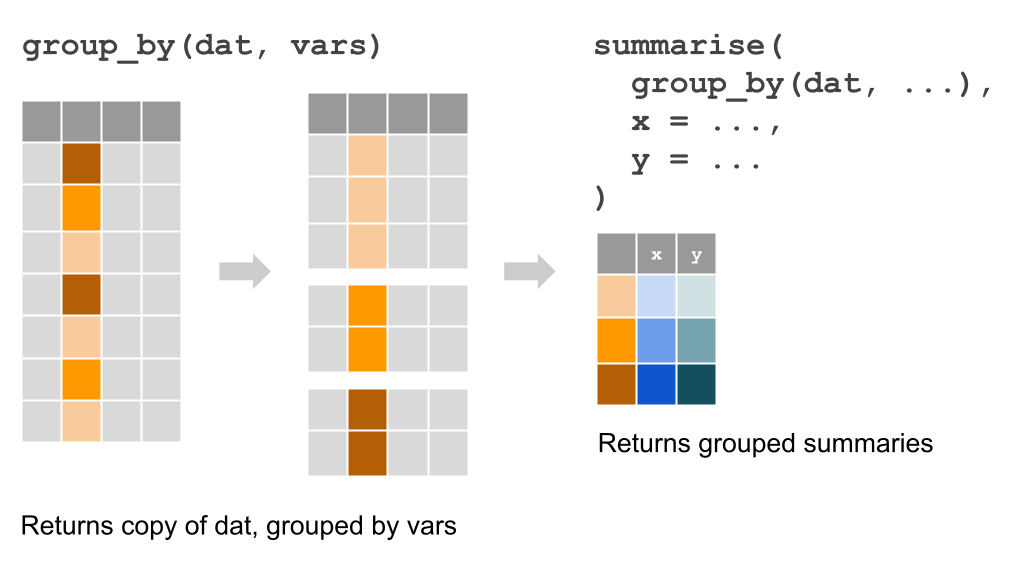 group_by(dat, vars)
summarise(
  group_by(dat, ...),
  x = ...,
  y = ...
)
x y
Returns grouped summaries
Returns copy of dat, grouped by vars